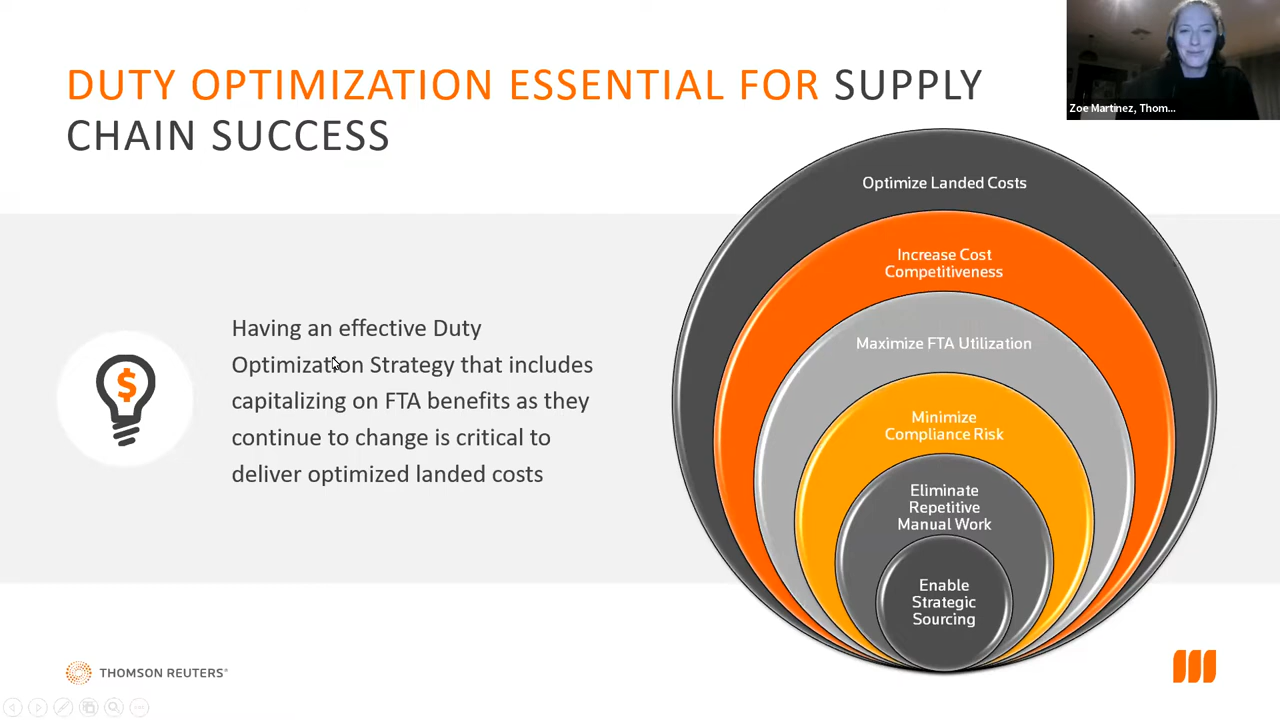 DUTY OPTIMIZATION ESSENTIAL FOR SUPPLY
CHAIN SUCCESS
Zoe Martinez, Thom...
Having an effective Duty
Optimization Strategy that includes
capitalizing on FTA benefits as they
continue to change is critical to
deliver optimized landed costs
$
Optimize Landed Costs
Increase Cost
Competitiveness
Maximize FTA Utilization
Minimize
Compliance Risk
Eliminate
Repetitive
Manual Work
Enable
Strategic
Sourcing
THOMSON REUTERS®